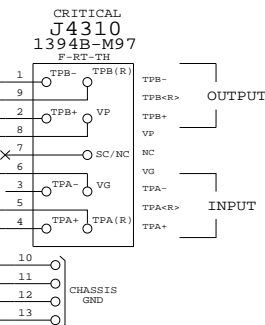 CRITICAL
J4310
1394B-M97
F-RT-TH
1 TPB- TPB(R) TPB-
9 TPB<R> OUTPUT
2 TPB+ VP TPB+
8 VP
7 SC/NC NC
6 VG
3 TPA- VG TPA-
5 TPA<R> INPUT
4 TPA+ TPA(R) TPA+
10
11
12 CHASSIS
GND
13